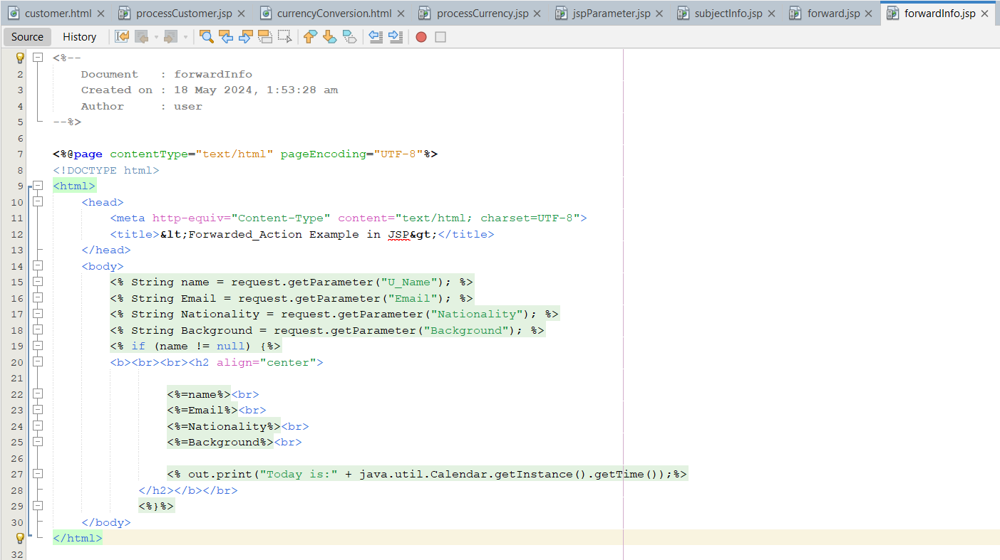 customer.html processCustomer.jsp currencyConversion.html processCurrency.jsp jspParameter.jsp subjectInfo.jsp forward.jsp forwardInfo.jsp
Source History
<%--
2 Document   : forwardInfo
3 Created on : 18 May 2024, 1:53:28 am
4 Author     : user
5 --%>
6
7 <%@page contentType="text/html" pageEncoding="UTF-8"%>
8 <!DOCTYPE html>
9 <html>
10     <head>
11         <meta http-equiv="Content-Type" content="text/html; charset=UTF-8">
12         <title>&lt;Forwarded_Action Example in JSP&gt;</title>
13     </head>
14     <body>
15         <% String name = request.getParameter("U_Name"); %>
16         <% String Email = request.getParameter("Email"); %>
17         <% String Nationality = request.getParameter("Nationality"); %>
18         <% String Background = request.getParameter("Background"); %>
19         <% if (name != null) {%>
20         <b><br><br><h2 align="center">
21
22                 <%=name%><br>
23                 <%=Email%><br>
24                 <%=Nationality%><br>
25                 <%=Background%><br>
26
27                 <% out.print("Today is:" + java.util.Calendar.getInstance().getTime());%>
28             </h2></b></br>
29             <%}%>
30     </body>
</html>
32